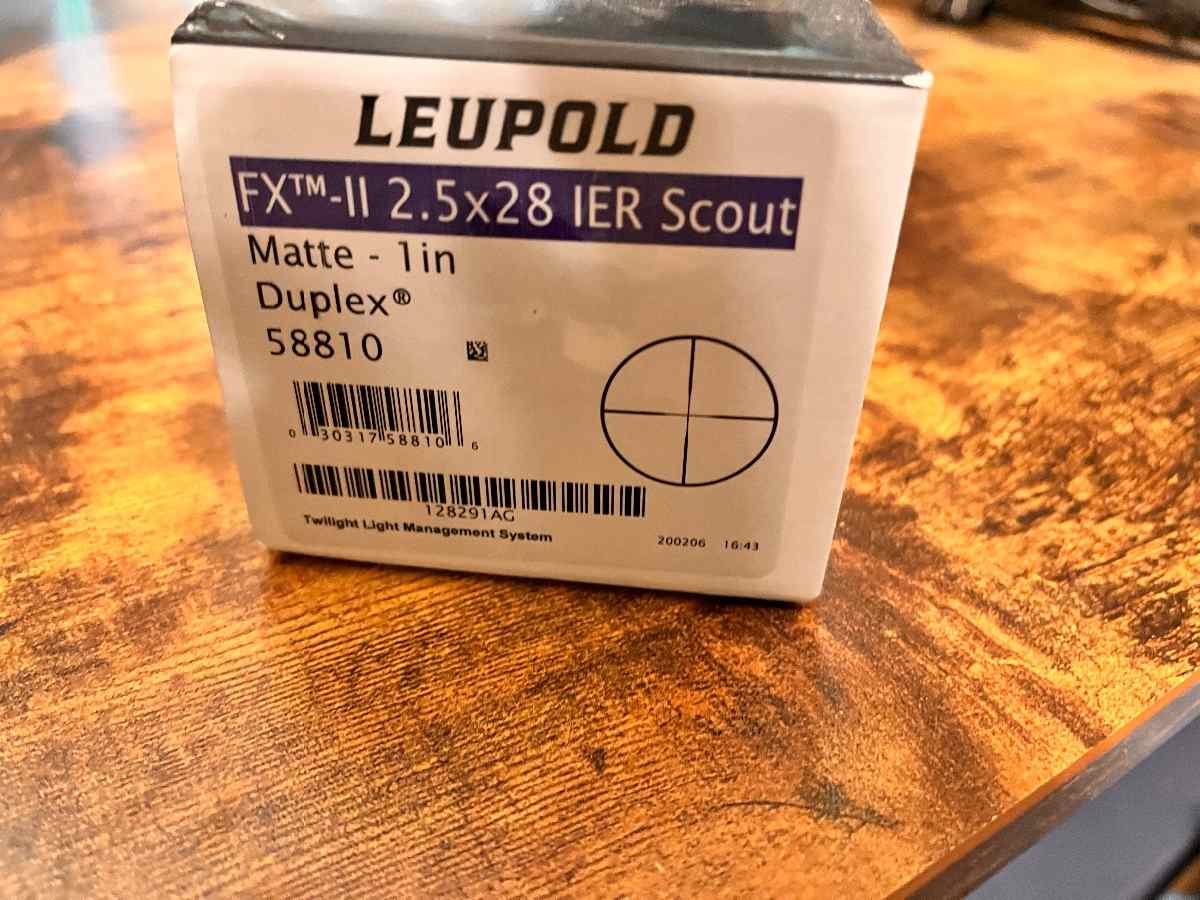 LEUPOLD
FX™-II 2.5x28 IER Scout
Matte - 1in
Duplex®
58810
0 30317 58810 6
128291AG
Twilight Light Management System
200206 16:43